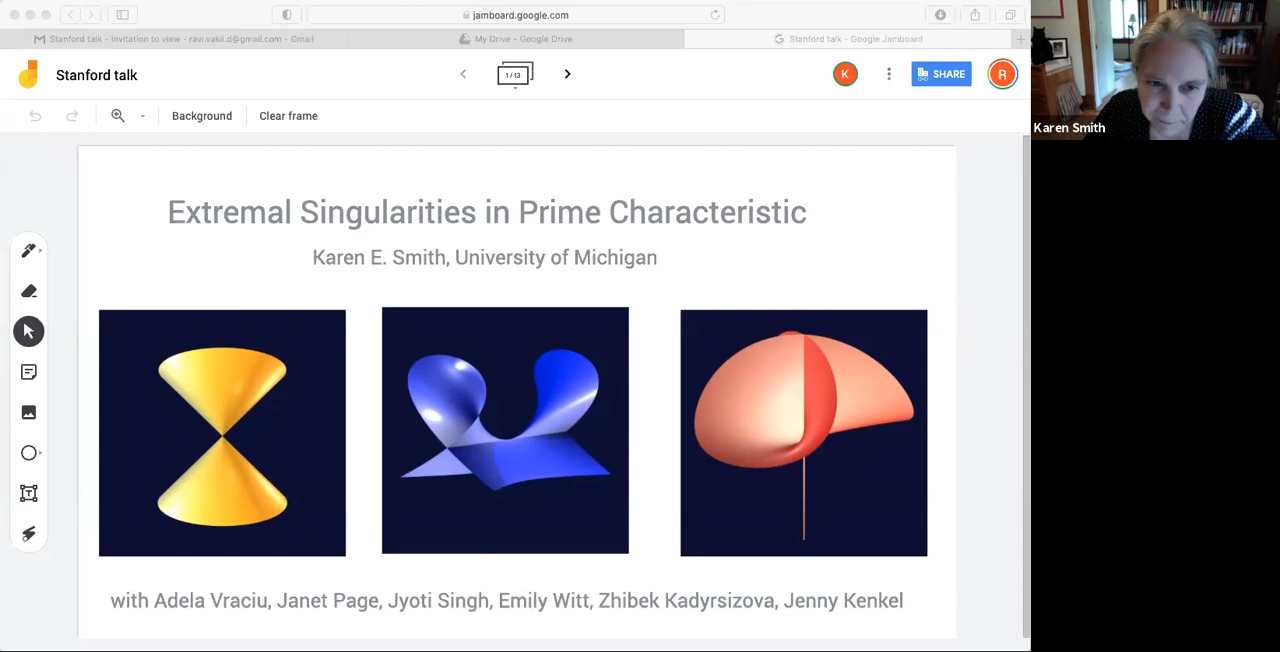 jamboard.google.com
Stanford talk - Invitation to view - ravi.vakil.d@gmail.com - Gmail
My Drive - Google Drive
Stanford talk - Google Jamboard
Stanford talk
1 / 13
K
SHARE
R
Background
Clear frame
Karen Smith
Extremal Singularities in Prime Characteristic
Karen E. Smith, University of Michigan
with Adela Vraciu, Janet Page, Jyoti Singh, Emily Witt, Zhibek Kadyrsizova, Jenny Kenkel